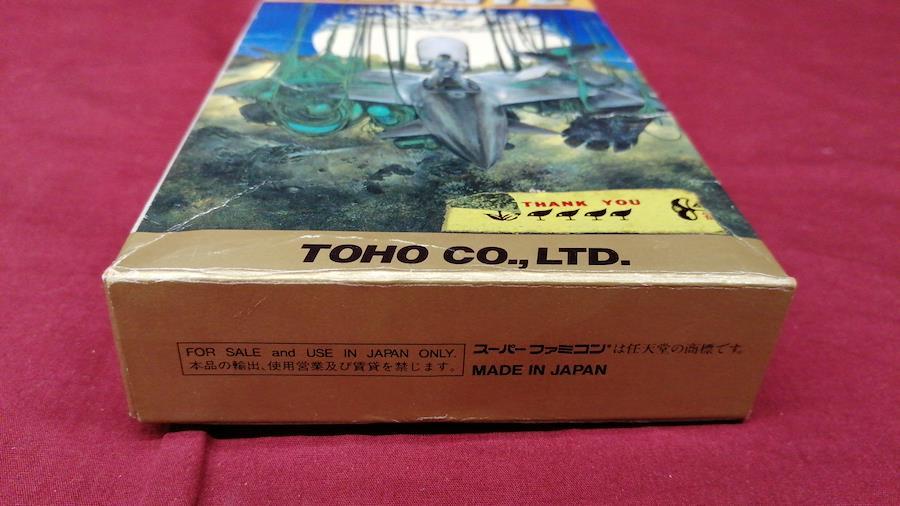 THANK YOU
TOHO CO.,LTD.
FOR SALE and USE IN JAPAN ONLY.
本品の輸出、使用営業及び賃貸を禁じます。
スーパーファミコン®は任天堂の商標です。
MADE IN JAPAN